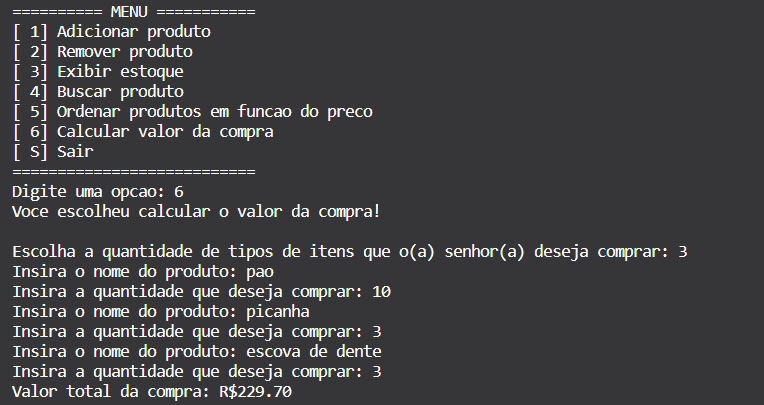 ========== MENU ===========
[ 1] Adicionar produto
[ 2] Remover produto
[ 3] Exibir estoque
[ 4] Buscar produto
[ 5] Ordenar produtos em funcao do preco
[ 6] Calcular valor da compra
[ S] Sair
===========================
Digite uma opcao: 6
Voce escolheu calcular o valor da compra!
Escolha a quantidade de tipos de itens que o(a) senhor(a) deseja comprar: 3
Insira o nome do produto: pao
Insira a quantidade que deseja comprar: 10
Insira o nome do produto: picanha
Insira a quantidade que deseja comprar: 3
Insira o nome do produto: escova de dente
Insira a quantidade que deseja comprar: 3
Valor total da compra: R$229.70